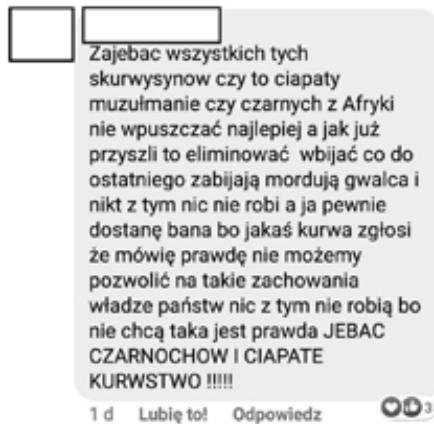 Zajebac wszystkich tych
skurwysynow czy to ciapaty
muzułmanie czy czarnych z Afryki
nie wpuszczać najlepiej a jak już
przyszli to eliminować wbijać co do
ostatniego zabijają mordują gwalca i
nikt z tym nic nie robi a ja pewnie
dostanę bana bo jakaś kurwa zgłosi
że mówię prawdę nie możemy
pozwolić na takie zachowania
władze państw nic z tym nie robią bo
nie chcą taka jest prawda JEBAC
CZARNOCHOW I CIAPATE
KURWSTWO !!!!!
1 d Lubię to! Odpowiedz 3